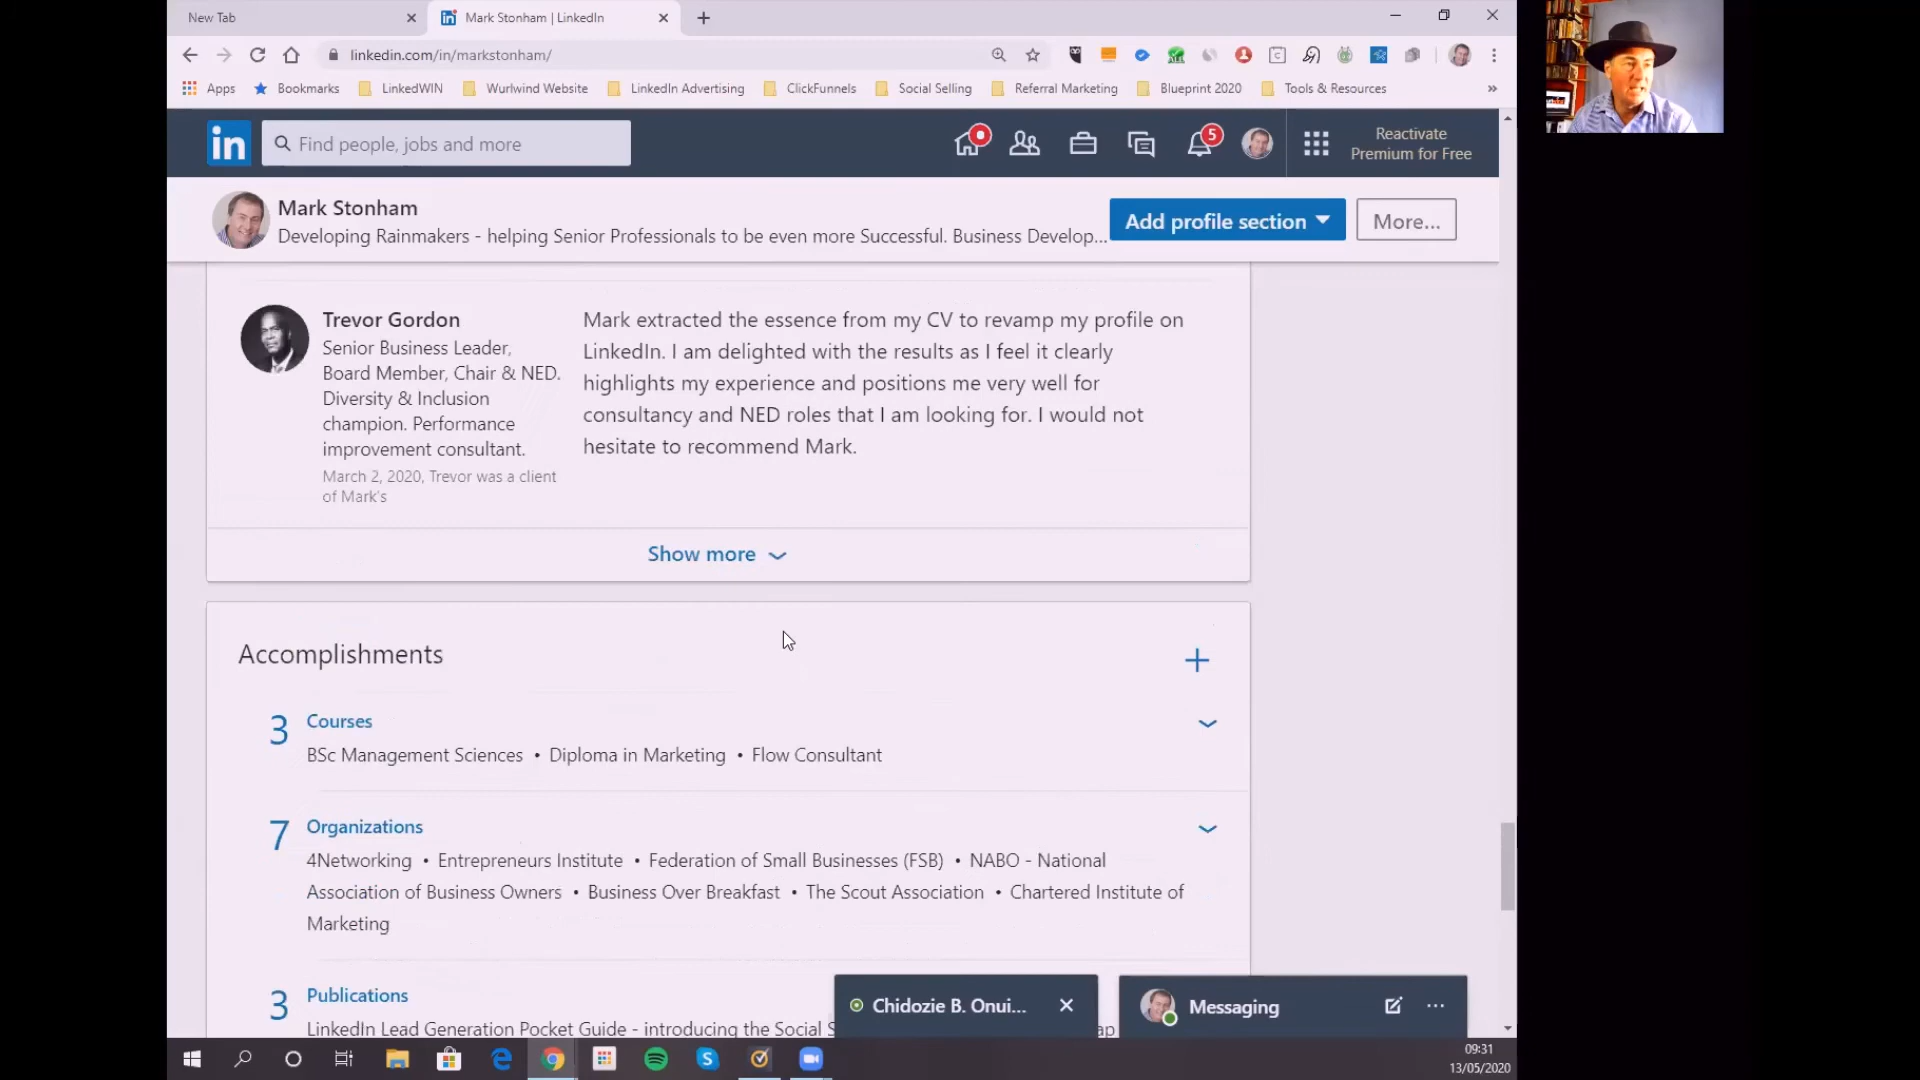 New Tab
Mark Stonham | LinkedIn
linkedin.com/in/markstonham/
Apps
Bookmarks
LinkedWIN
Wurlwind Website
LinkedIn Advertising
ClickFunnels
Social Selling
Referral Marketing
Blueprint 2020
Tools & Resources
in
Find people, jobs and more
5
Reactivate
Premium for Free
Mark Stonham
Developing Rainmakers - helping Senior Professionals to be even more Successful. Business Develop...
Add profile section
More...
Trevor Gordon
Senior Business Leader,
Board Member, Chair & NED.
Diversity & Inclusion
champion. Performance
improvement consultant.
March 2, 2020, Trevor was a client
of Mark's
Mark extracted the essence from my CV to revamp my profile on
LinkedIn. I am delighted with the results as I feel it clearly
highlights my experience and positions me very well for
consultancy and NED roles that I am looking for. I would not
hesitate to recommend Mark.
Show more
Accomplishments
3 Courses
BSc Management Sciences • Diploma in Marketing • Flow Consultant
7 Organizations
4Networking • Entrepreneurs Institute • Federation of Small Businesses (FSB) • NABO - National
Association of Business Owners • Business Over Breakfast • The Scout Association • Chartered Institute of
Marketing
3 Publications
LinkedIn Lead Generation Pocket Guide - introducing the Social
Chidozie B. Onui...
Messaging
09:31
13/05/2020